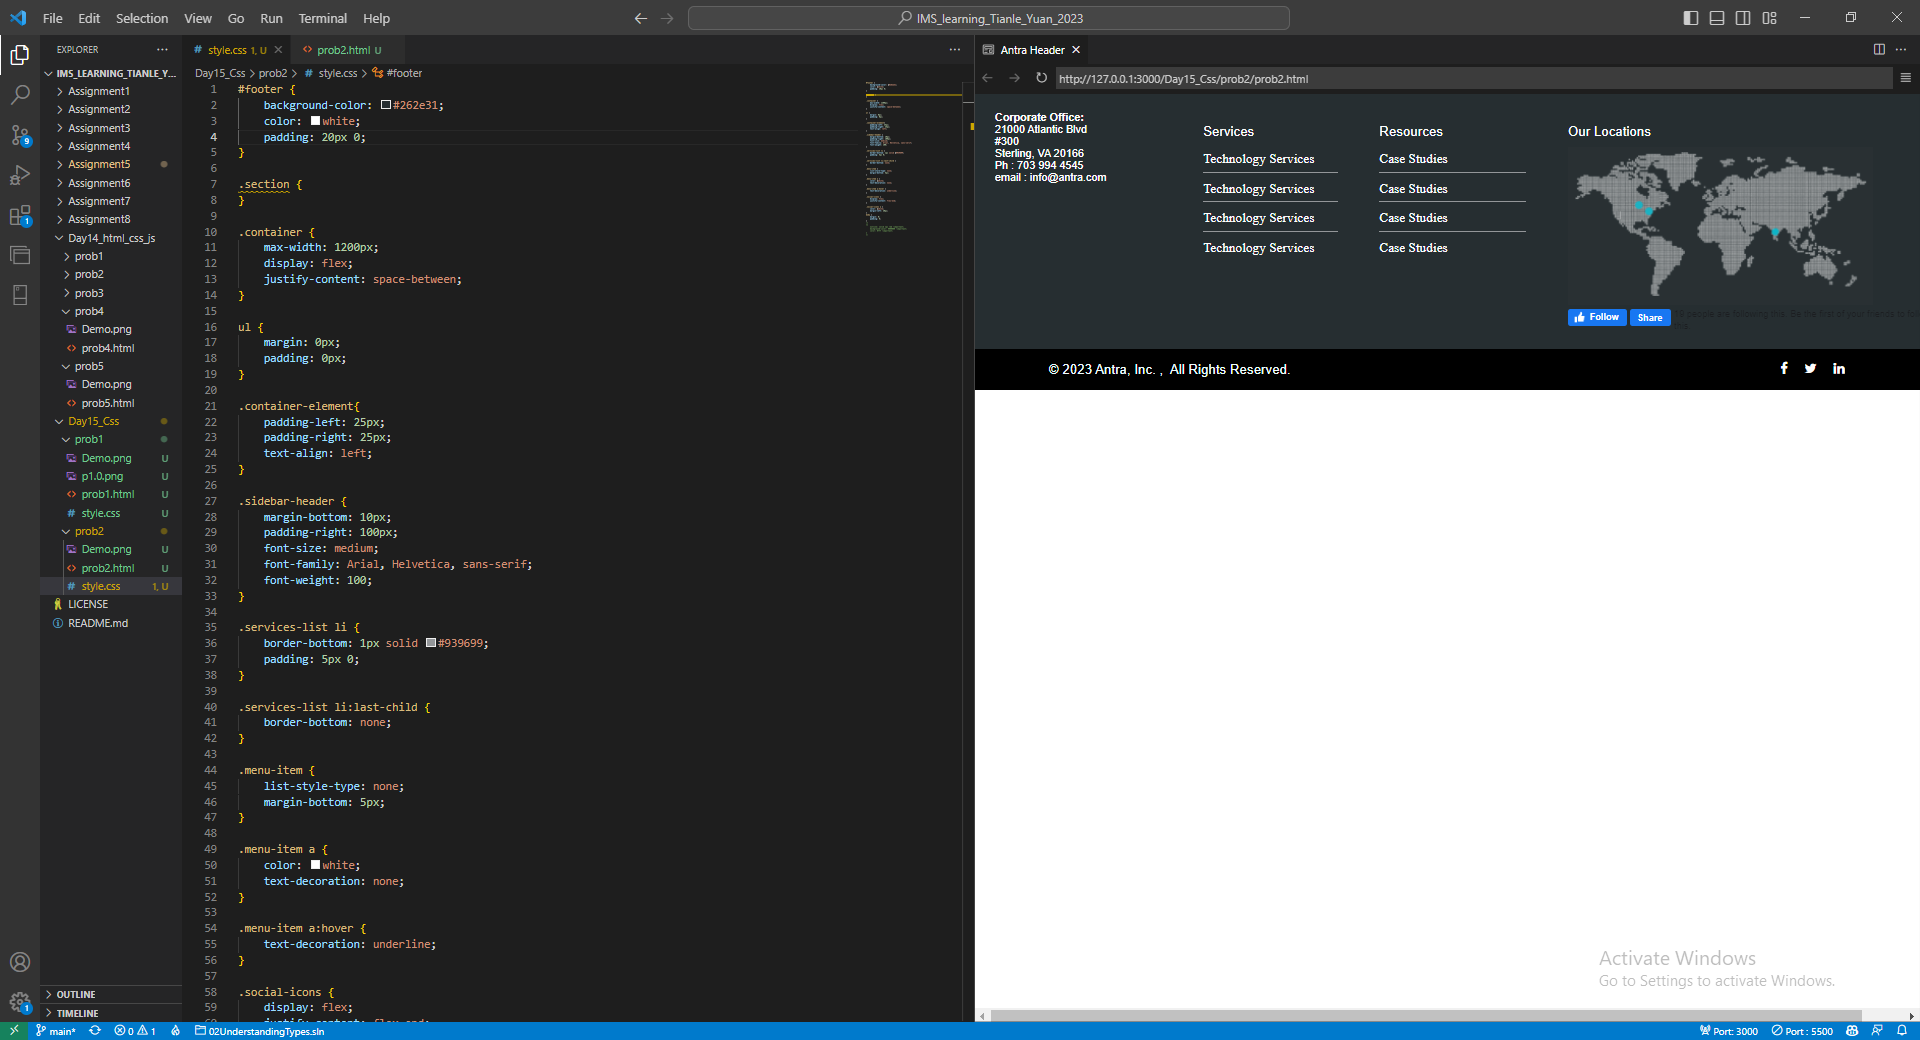 File Edit Selection View Go Run Terminal Help
IMS_learning_Tianle_Yuan_2023
EXPLORER
IMS_LEARNING_TIANLE_Y...
Assignment1
Assignment2
Assignment3
Assignment4
Assignment5
Assignment6
Assignment7
Assignment8
Day14_html_css_js
prob1
prob2
prob3
prob4
Demo.png
prob4.html
prob5
Demo.png
prob5.html
Day15_Css
prob1
Demo.png U
p1.0.png U
prob1.html U
style.css U
prob2
Demo.png U
prob2.html U
style.css 1, U
LICENSE
README.md
OUTLINE
TIMELINE
style.css 1, U
prob2.html U
Day15_Css > prob2 > # style.css > #footer
1 #footer {
2 background-color: #262e31;
3 color: white;
4 padding: 20px 0;
5 }
6
7 .section {
8 }
9
10 .container {
11 max-width: 1200px;
12 display: flex;
13 justify-content: space-between;
14 }
15
16 ul {
17 margin: 0px;
18 padding: 0px;
19 }
20
21 .container-element{
22 padding-left: 25px;
23 padding-right: 25px;
24 text-align: left;
25 }
26
27 .sidebar-header {
28 margin-bottom: 10px;
29 padding-right: 100px;
30 font-size: medium;
31 font-family: Arial, Helvetica, sans-serif;
32 font-weight: 100;
33 }
34
35 .services-list li {
36 border-bottom: 1px solid #939699;
37 padding: 5px 0;
38 }
39
40 .services-list li:last-child {
41 border-bottom: none;
42 }
43
44 .menu-item {
45 list-style-type: none;
46 margin-bottom: 5px;
47 }
48
49 .menu-item a {
50 color: white;
51 text-decoration: none;
52 }
53
54 .menu-item a:hover {
55 text-decoration: underline;
56 }
57
58 .social-icons {
59 display: flex;
Antra Header
http://127.0.0.1:3000/Day15_Css/prob2/prob2.html
Corporate Office:
21000 Atlantic Blvd
#300
Sterling, VA 20166
Ph : 703 994 4545
email : info@antra.com
Services
Technology Services
Technology Services
Technology Services
Technology Services
Resources
Case Studies
Case Studies
Case Studies
Case Studies
Our Locations
Follow Share
people are following this. Be the first of your friends to
© 2023 Antra, Inc. , All Rights Reserved.
Activate Windows
Go to Settings to activate Windows.
main* 0 1 02UnderstandingTypes.sln
Port: 3000 Port : 5500